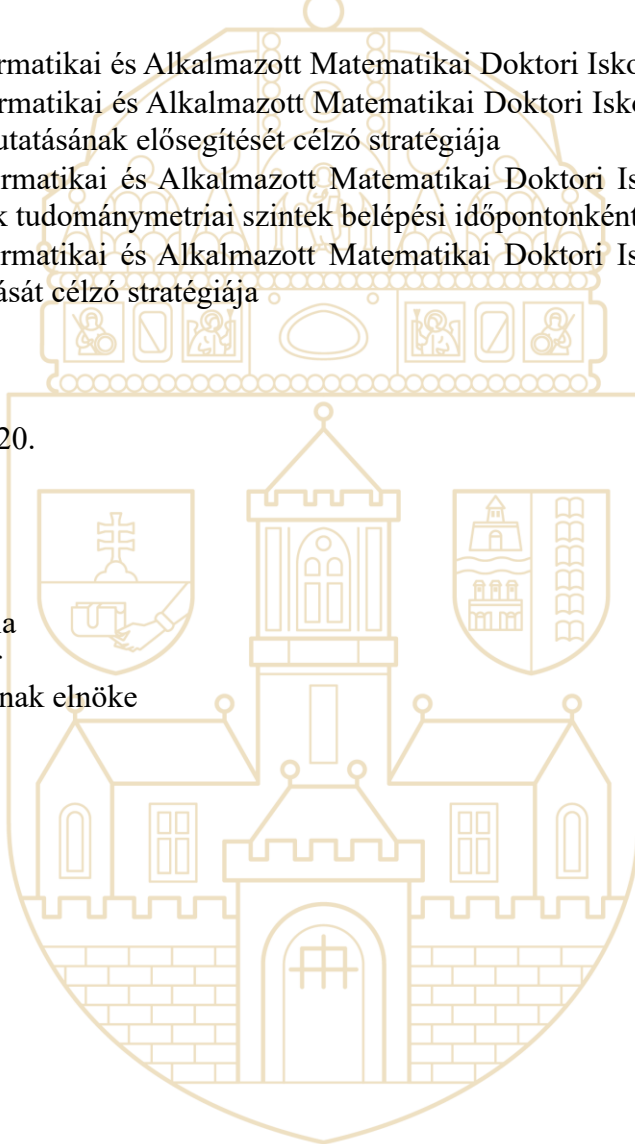 rmatikai és Alkalmazott Matematikai Doktori Isko
rmatikai és Alkalmazott Matematikai Doktori Isko
utatásának elősegítését célzó stratégiája
rmatikai és Alkalmazott Matematikai Doktori Is
k tudománymetriai szintek belépési időpontonként
rmatikai és Alkalmazott Matematikai Doktori Is
ását célzó stratégiája
20.
nak elnöke